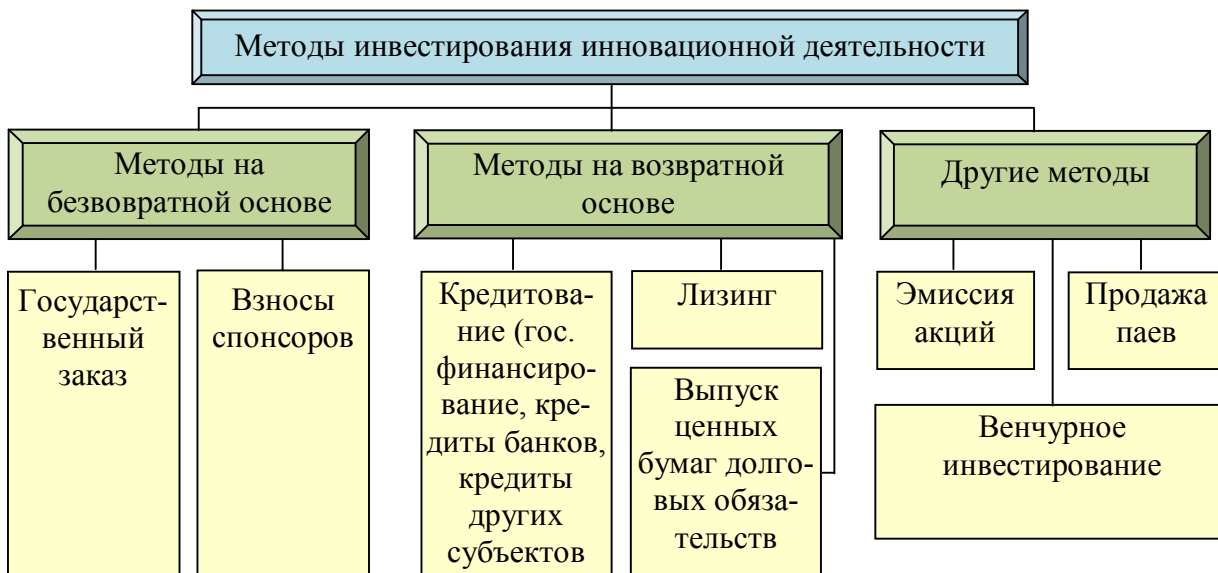 Методы инвестирования инновационной деятельности
Методы на
безвовратной основе
Методы на возвратной
основе
Другие методы
Государст-
венный
заказ
Взносы
спонсоров
Кредитова-
ние (гос.
финансиро-
вание, кре-
диты банков,
кредиты
других
субъектов
Лизинг
Выпуск
ценных
бумаг долго-
вых обяза-
тельств
Эмиссия
акций
Продажа
паев
Венчурное
инвестирование